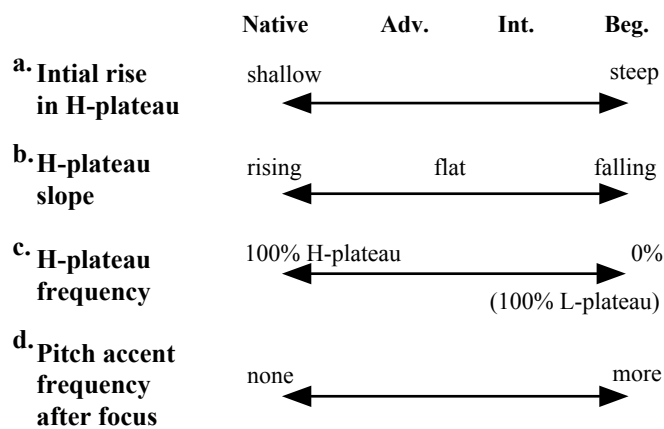 Native Adv. Int. Beg.
a. Intial rise in H-plateau
shallow steep
b. H-plateau slope
rising flat falling
c. H-plateau frequency
100% H-plateau 0%
(100% L-plateau)
d. Pitch accent frequency after focus
none more